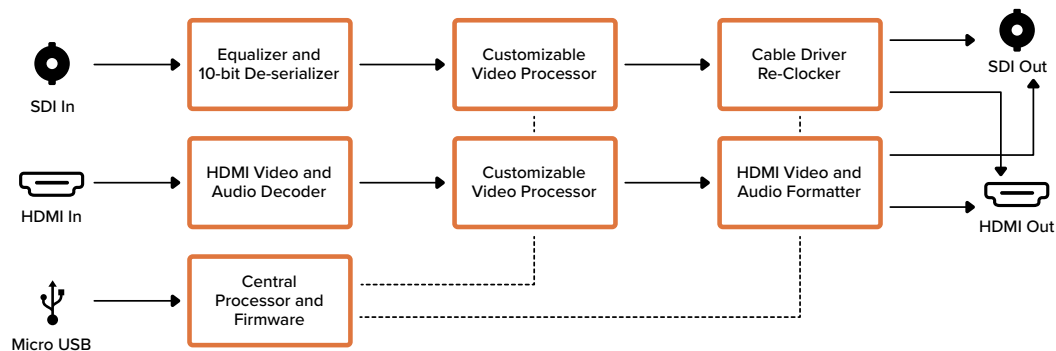 SDI In
Equalizer and
10-bit De-serializer
Customizable
Video Processor
Cable Driver
Re-Clocker
SDI Out
HDMI In
HDMI Video and
Audio Decoder
Customizable
Video Processor
HDMI Video and
Audio Formatter
HDMI Out
Micro USB
Central
Processor and
Firmware